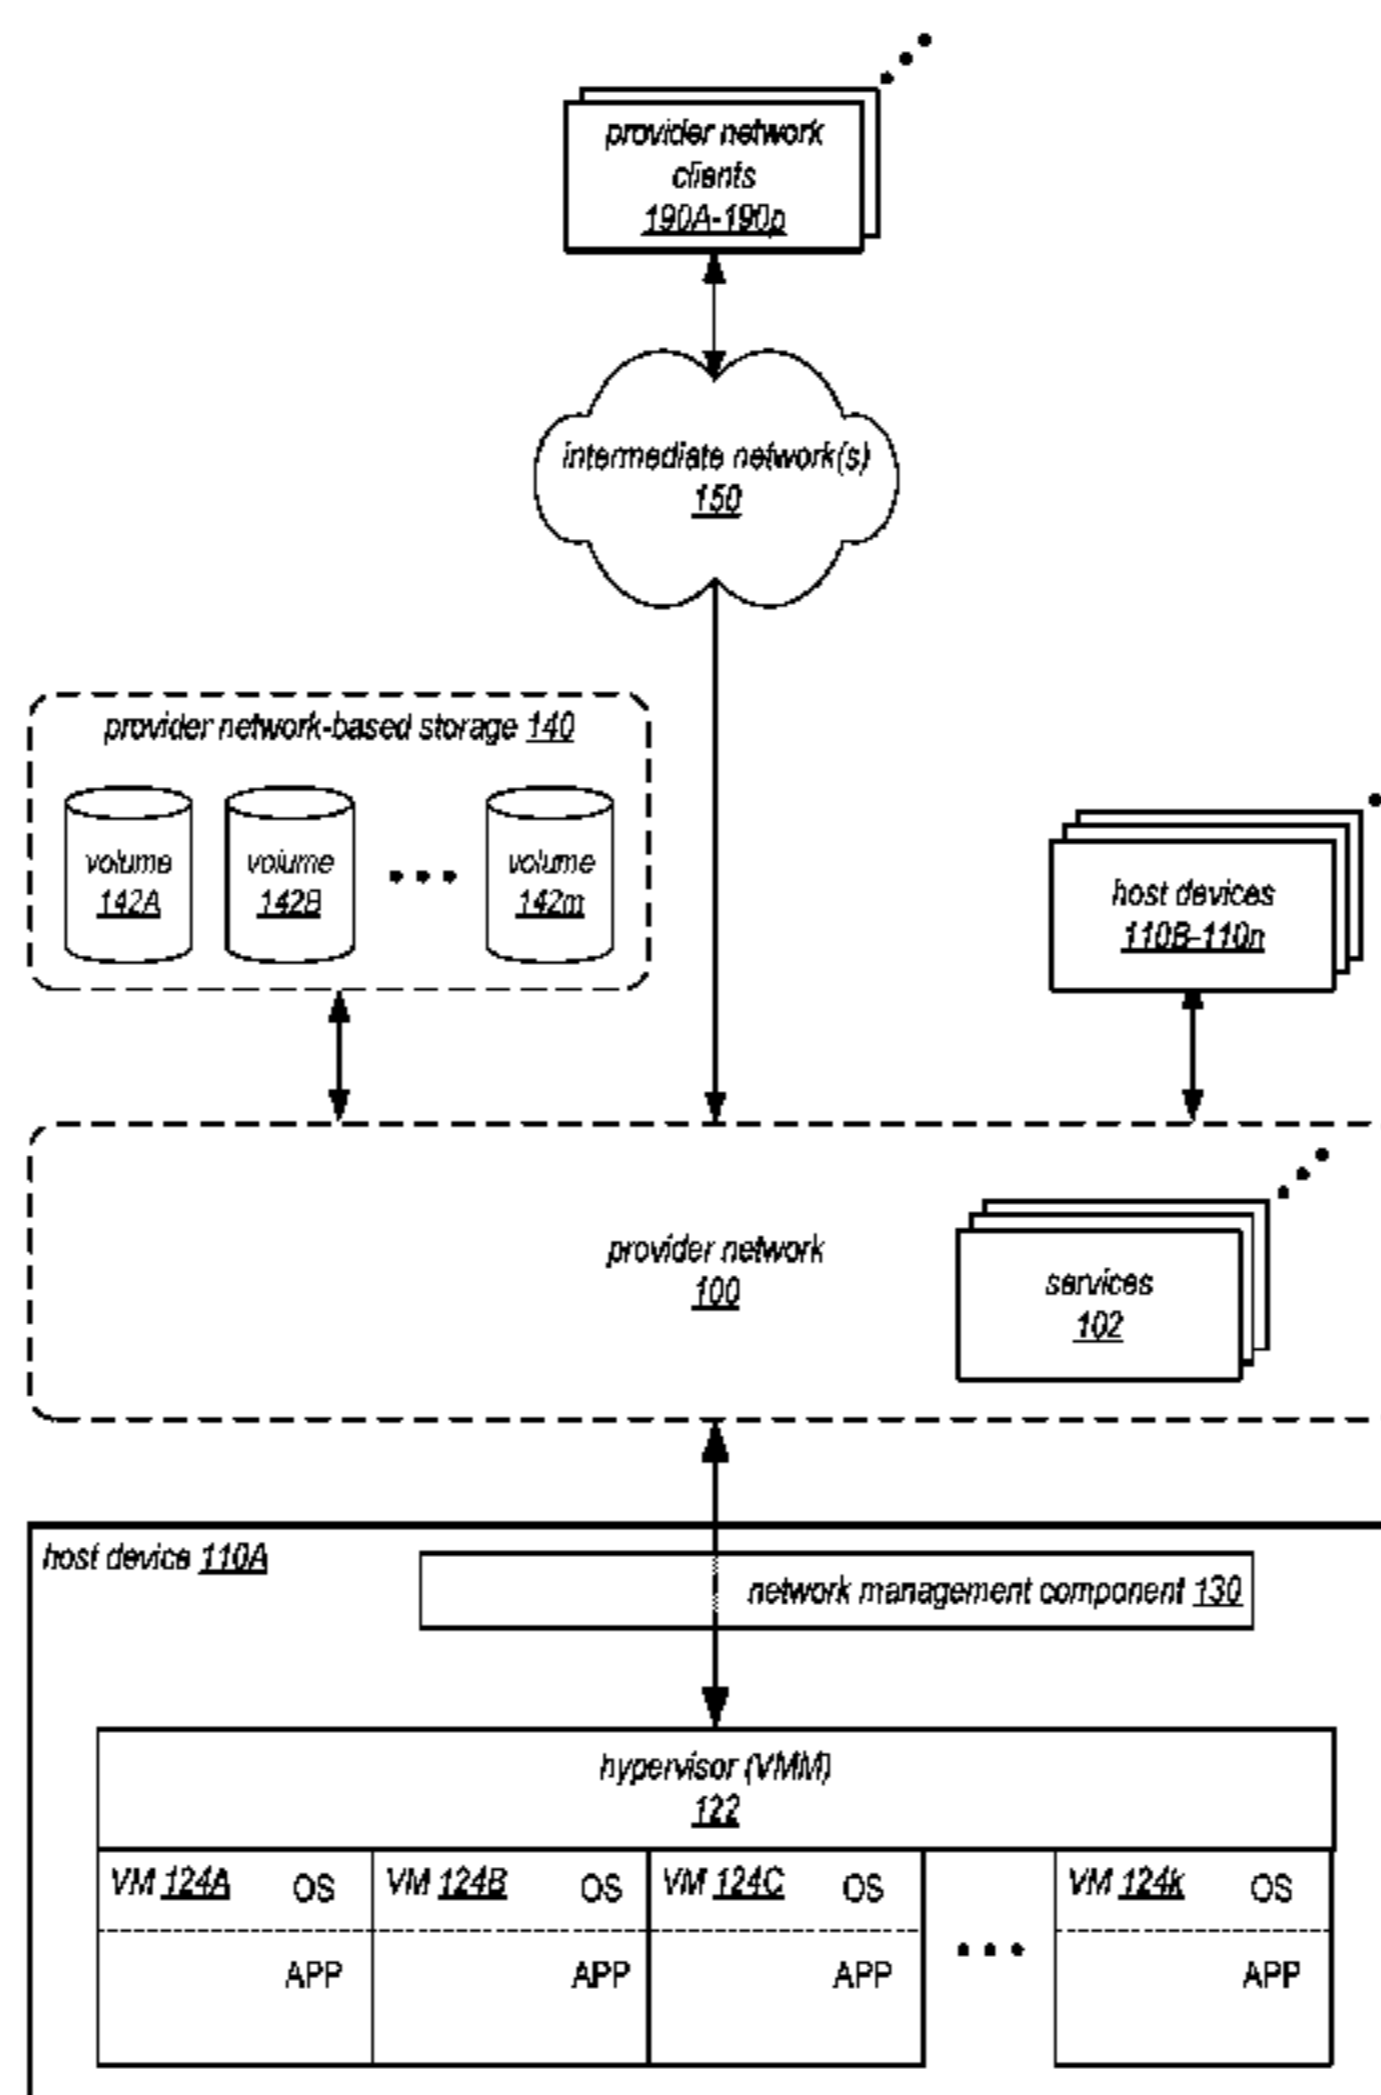 provider network
clients
190A-190p
intermediate network(s)
150
provider network-based storage 140
volume
142A
volume
142B
volume
142m
host devices
110B-110n
provider network
100
services
102
host device 110A
network management component 130
hypervisor (VMM)
122
VM 124A OS
APP
VM 124B OS
APP
VM 124C OS
APP
VM 124k OS
APP